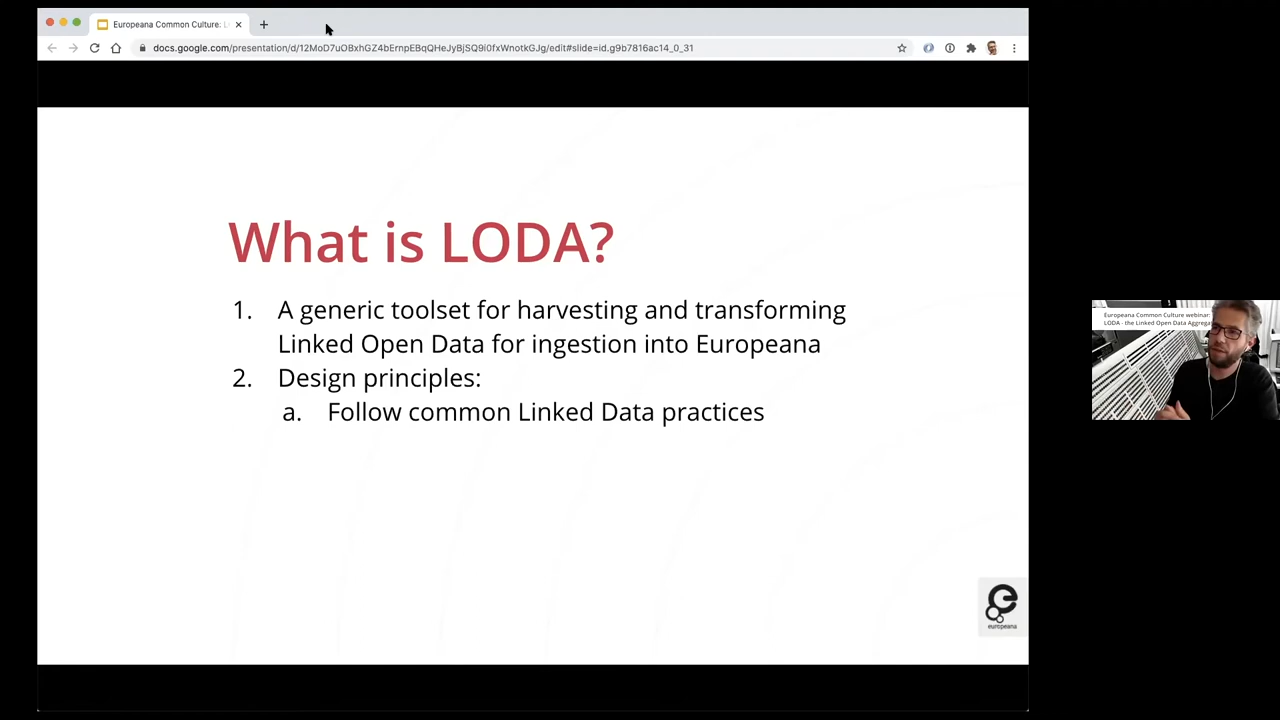 Europeana Common Culture: L
docs.google.com/presentation/d/12MoD7uOBxhGZ4bErnpEBqQHeJyBjSQ9i0fxWnotkGJg/edit#slide=id.g9b7816ac14_0_31
What is LODA?
1. A generic toolset for harvesting and transforming
Linked Open Data for ingestion into Europeana
2. Design principles:
a. Follow common Linked Data practices
europeana
Europeana Common Culture webinar:
LODA - the Linked Open Data Aggrega